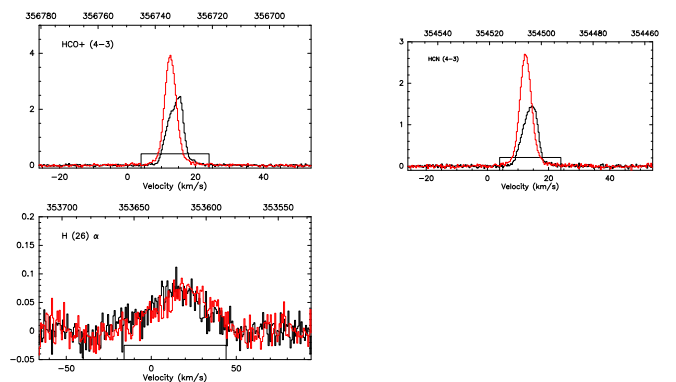 356780 356760 356740 356720 356700
HCO+ (4−3)
4
2
0
−20 0 20 40
Velocity (km/s)
354540 354520 354500 354480 354460
3
HCN (4−3)
2
1
0
−20 0 20 40
Velocity (km/s)
353700 353650 353600 353550
0.2
H (26) α
0.15
0.1
0.05
0
−0.05
−50 0 50
Velocity (km/s)